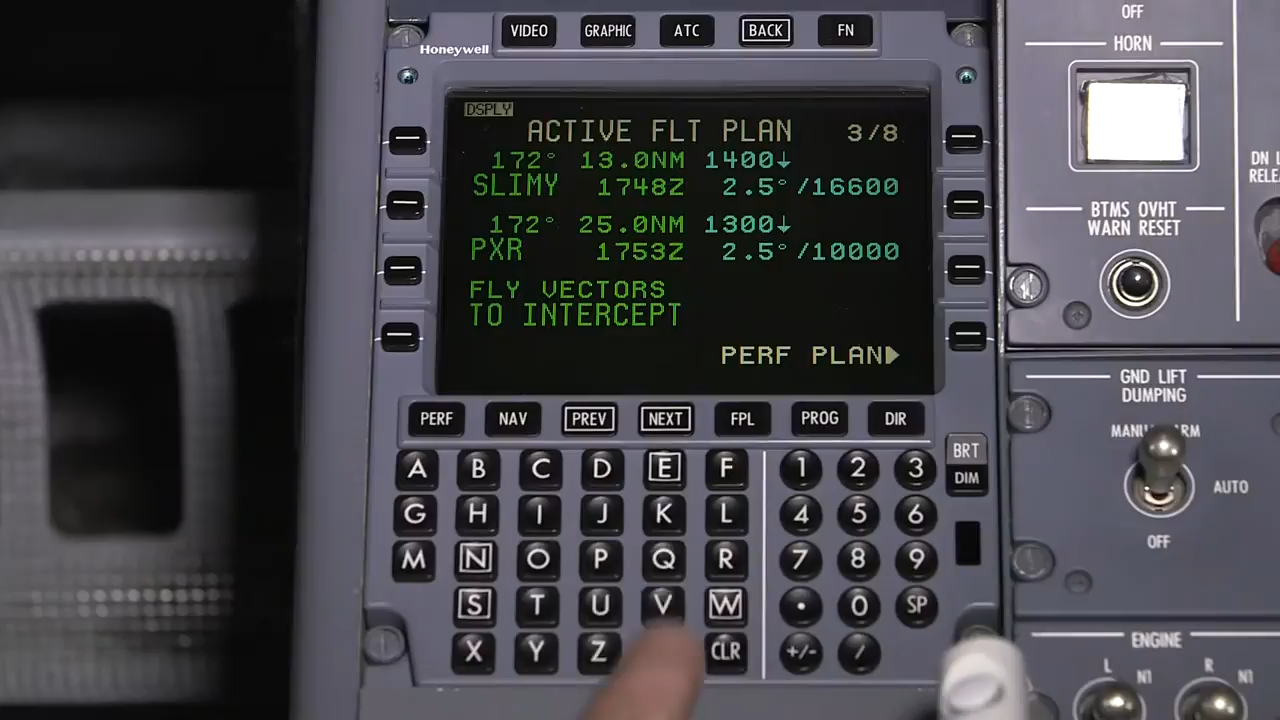 VIDEO GRAPHIC ATC BACK FN
Honeywell
DSPLY
ACTIVE FLT PLAN 3/8
172° 13.0NM 1400↓
SLIMY 1748Z 2.5°/16600
172° 25.0NM 1300↓
PXR 1753Z 2.5°/10000
FLY VECTORS
TO INTERCEPT
PERF PLAN▶
PERF NAV PREV NEXT FPL PROG DIR
A B C D E F 1 2 3
G H I J K L 4 5 6
M N O P Q R 7 8 9
S T U V W • 0 SP
X Y Z CLR +/- /
BRT
DIM
OFF
HORN
DN
BTMS OVHT
WARN RESET
GND LIFT
DUMPING
AUTO
OFF
ENGINE
L N1 R N1